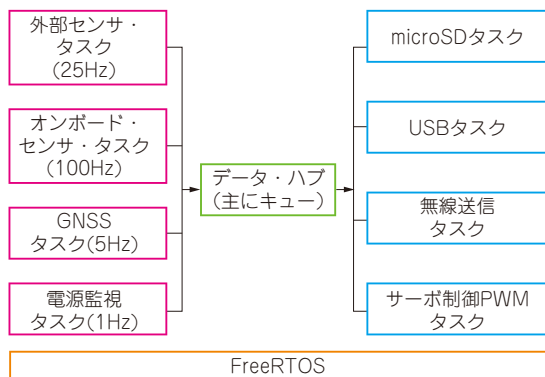 外部センサ・
タスク
(25Hz)
オンボード・
センサ・タスク
(100Hz)
GNSS
タスク(5Hz)
電源監視
タスク(1Hz)
データ・ハブ
(主にキュー)
microSDタスク
USBタスク
無線送信
タスク
サーボ制御PWM
タスク
FreeRTOS